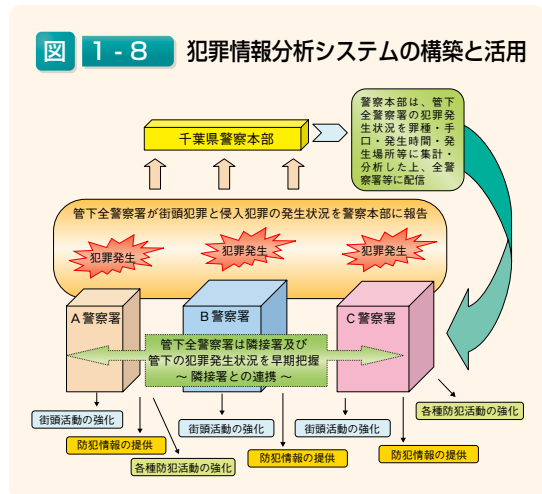 図 1-8 犯罪情報分析システムの構築と活用
千葉県警察本部
警察本部は、管下
全警察署の犯罪発
生状況を罪種・手
口・発生時間・発
生場所等に集計・
分析した上、全警
察署等に配信
管下全警察署が街頭犯罪と侵入犯罪の発生状況を警察本部に報告
犯罪発生
犯罪発生
犯罪発生
A警察署
B警察署
C警察署
管下全警察署は隣接署及び
管下の犯罪発生状況を早期把握
～ 隣接署との連携 ～
街頭活動の強化
防犯情報の提供
各種防犯活動の強化
街頭活動の強化
防犯情報の提供
街頭活動の強化
防犯情報の提供
各種防犯活動の強化